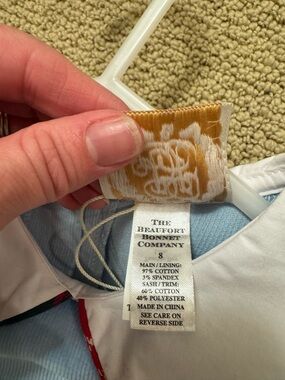 THE
BEAUFORT
BONNET
COMPANY
8
MAIN / LINING:
97% COTTON
3% SPANDEX
SASH / TRIM:
60% COTTON
40% POLYESTER
MADE IN CHINA
SEE CARE ON
REVERSE SIDE